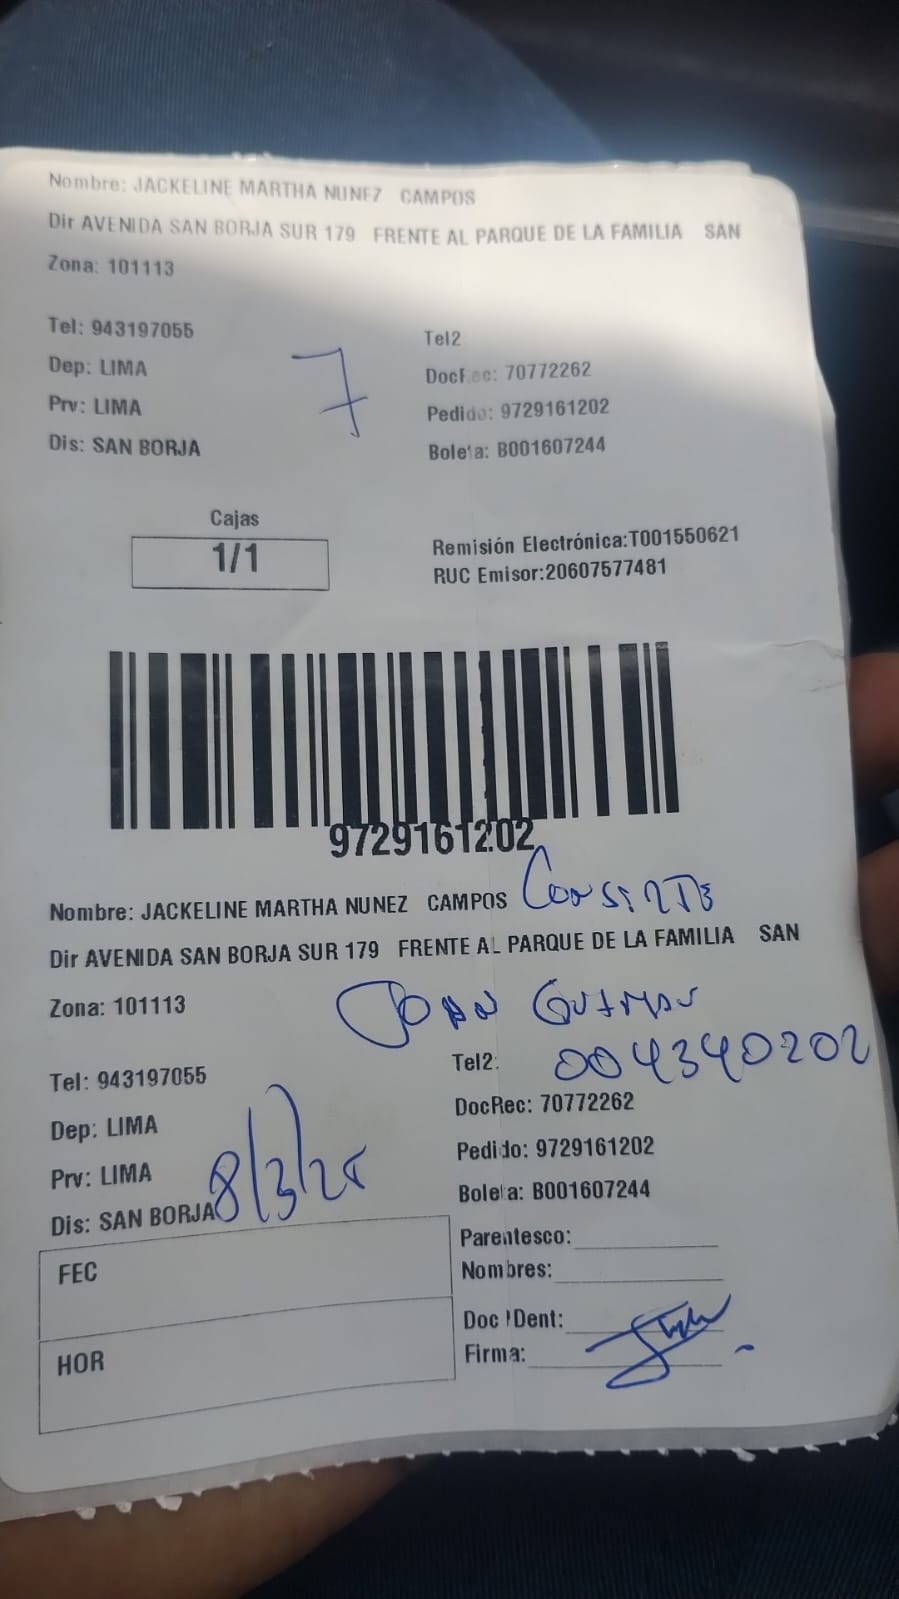 Nombre: JACKELINE MARTHA NUNEZ CAMPOS
Dir AVENIDA SAN BORJA SUR 179 FRENTE AL PARQUE DE LA FAMILIA SAN
Zona: 101113
Tel: 943197055
Tel2
Dep: LIMA
7
DocRec: 70772262
Prv: LIMA
Pedido: 9729161202
Dis: SAN BORJA
Boleta: B001607244
Cajas
1/1
Remisión Electrónica:T001550621
RUC Emisor:20607577481
9729161202
Nombre: JACKELINE MARTHA NUNEZ CAMPOS
Dir AVENIDA SAN BORJA SUR 179 FRENTE AL PARQUE DE LA FAMILIA SAN
Zona: 101113
Tel2:
004340202
Tel: 943197055
DocRec: 70772262
Dep: LIMA
Pedido: 9729161202
Prv: LIMA
8/3/25
Boleta: B001607244
Dis: SAN BORJA
Parentesco:
FEC
Nombres:
Doc IDent:
HOR
Firma: